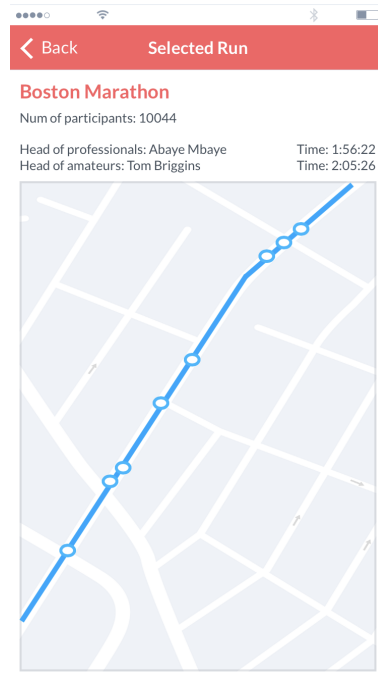 Back
Selected Run
Boston Marathon
Num of participants: 10044
Head of professionals: Abaye Mbaye Time: 1:56:22
Head of amateurs: Tom Briggins Time: 2:05:26